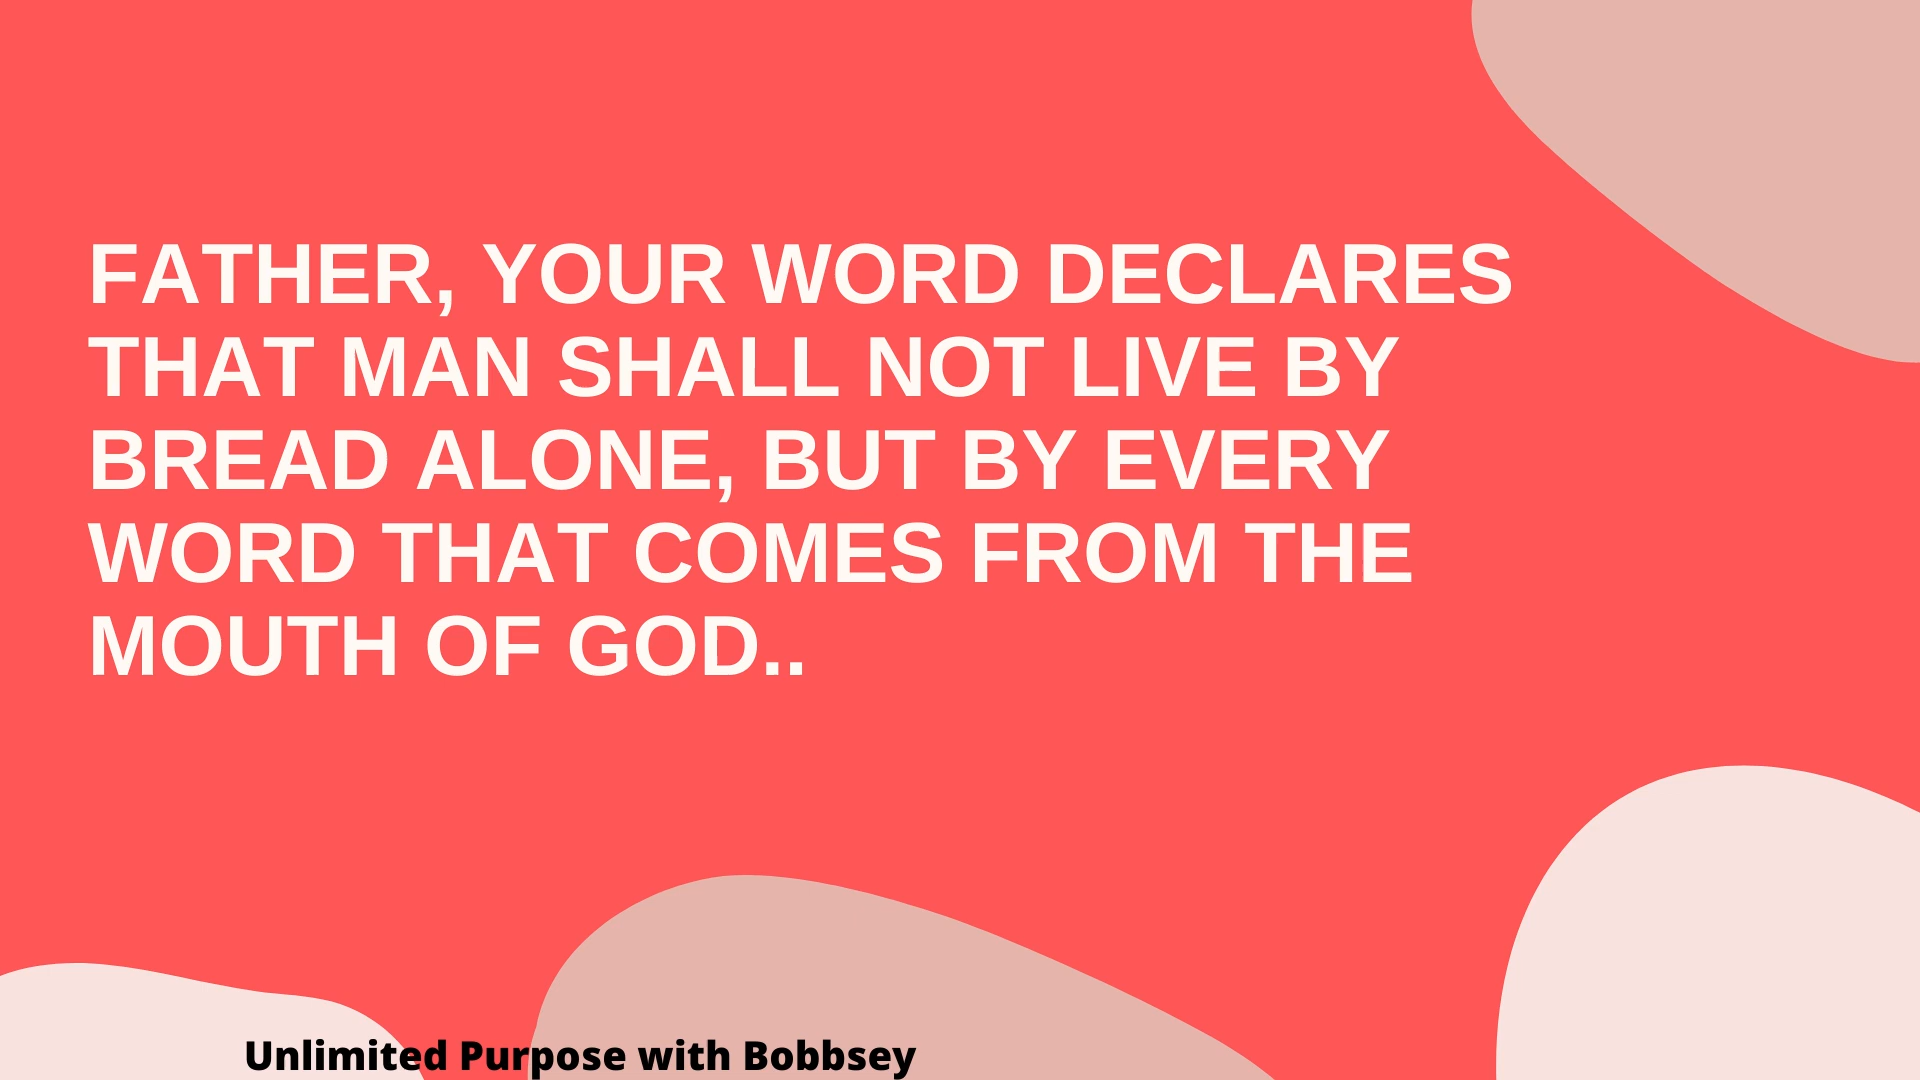 FATHER, YOUR WORD DECLARES
THAT MAN SHALL NOT LIVE BY
BREAD ALONE, BUT BY EVERY
WORD THAT COMES FROM THE
MOUTH OF GOD..
Unlimited Purpose with Bobbsey